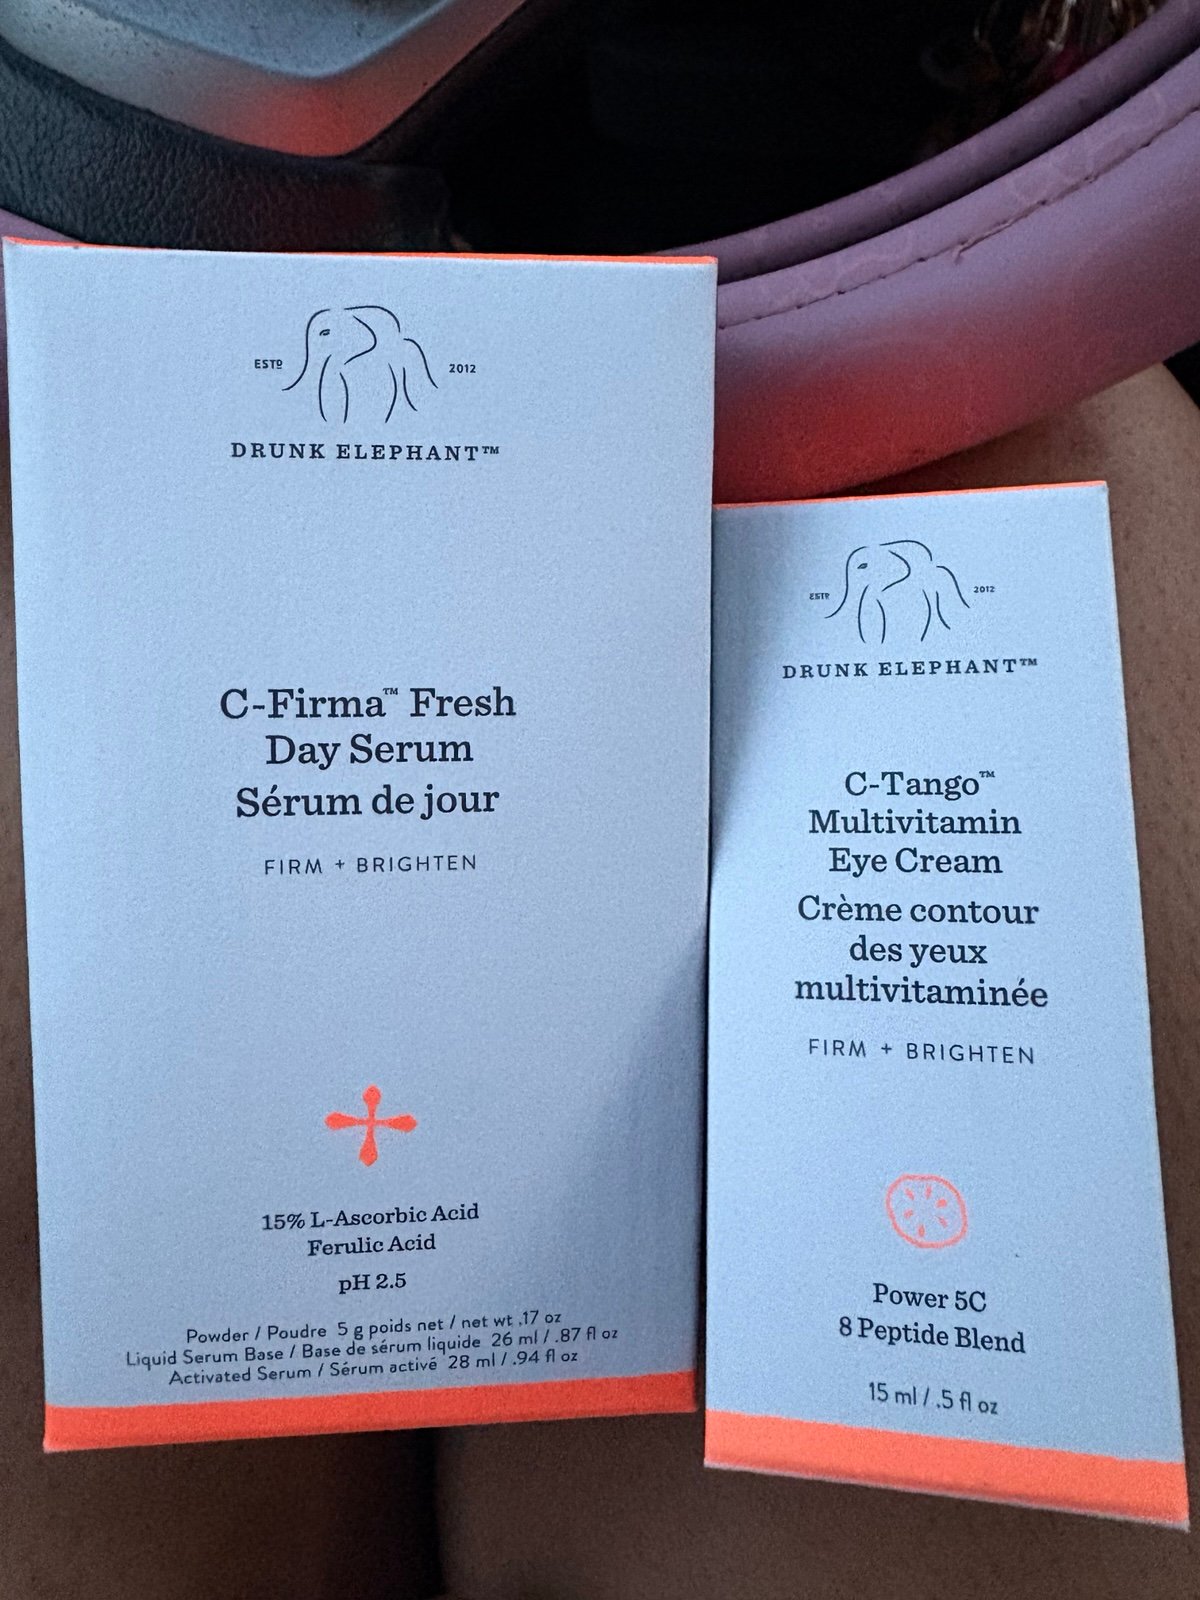 ESTD 2012
DRUNK ELEPHANT™
C-Firma™ Fresh
Day Serum
Sérum de jour
FIRM + BRIGHTEN
15% L-Ascorbic Acid
Ferulic Acid
pH 2.5
Powder / Poudre 5 g poids net / net wt .17 oz
Liquid Serum Base / Base de sérum liquide 26 ml / .87 fl oz
Activated Serum / Sérum activé 28 ml / .94 fl oz
ESTD 2012
DRUNK ELEPHANT™
C-Tango™
Multivitamin
Eye Cream
Crème contour
des yeux
multivitaminée
FIRM + BRIGHTEN
Power 5C
8 Peptide Blend
15 ml / .5 fl oz